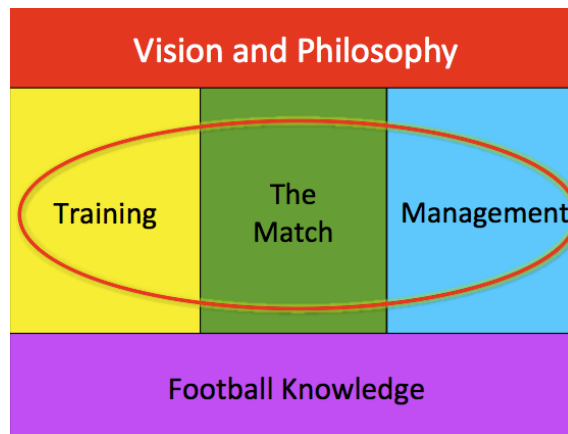 Vision and Philosophy
Training
The
Match
Management
Football Knowledge